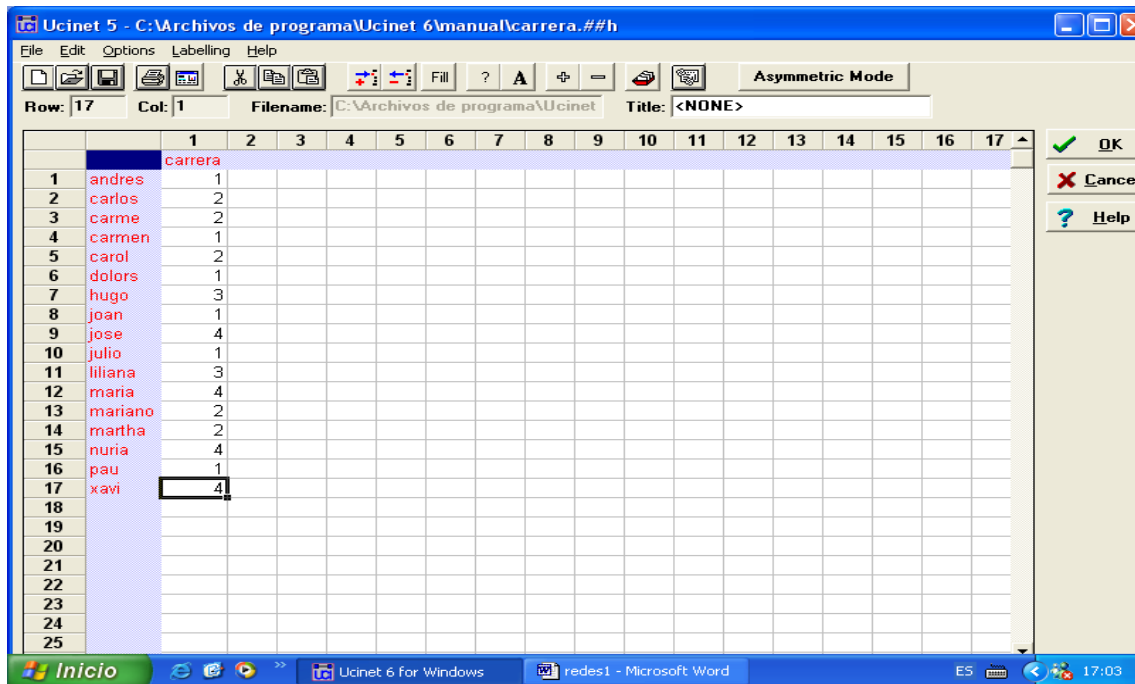 Ucinet 5 - C:\Archivos de programa\Ucinet 6\manual\carrera.##h
File Edit Options Labelling Help
Fill ? A Asymmetric Mode
Row: 17 Col: 1 Filename: C:\Archivos de programa\Ucinet Title: <NONE>
1 2 3 4 5 6 7 8 9 10 11 12 13 14 15 16 17
carrera
1 andres 1
2 carlos 2
3 carme 2
4 carmen 1
5 carol 2
6 dolors 1
7 hugo 3
8 joan 1
9 jose 4
10 julio 1
11 liliana 3
12 maria 4
13 mariano 2
14 martha 2
15 nuria 4
16 pau 1
17 xavi 4
18
19
20
21
22
23
24
25
OK
Cance
Help
Inicio Ucinet 6 for Windows redes1 - Microsoft Word ES 17:03